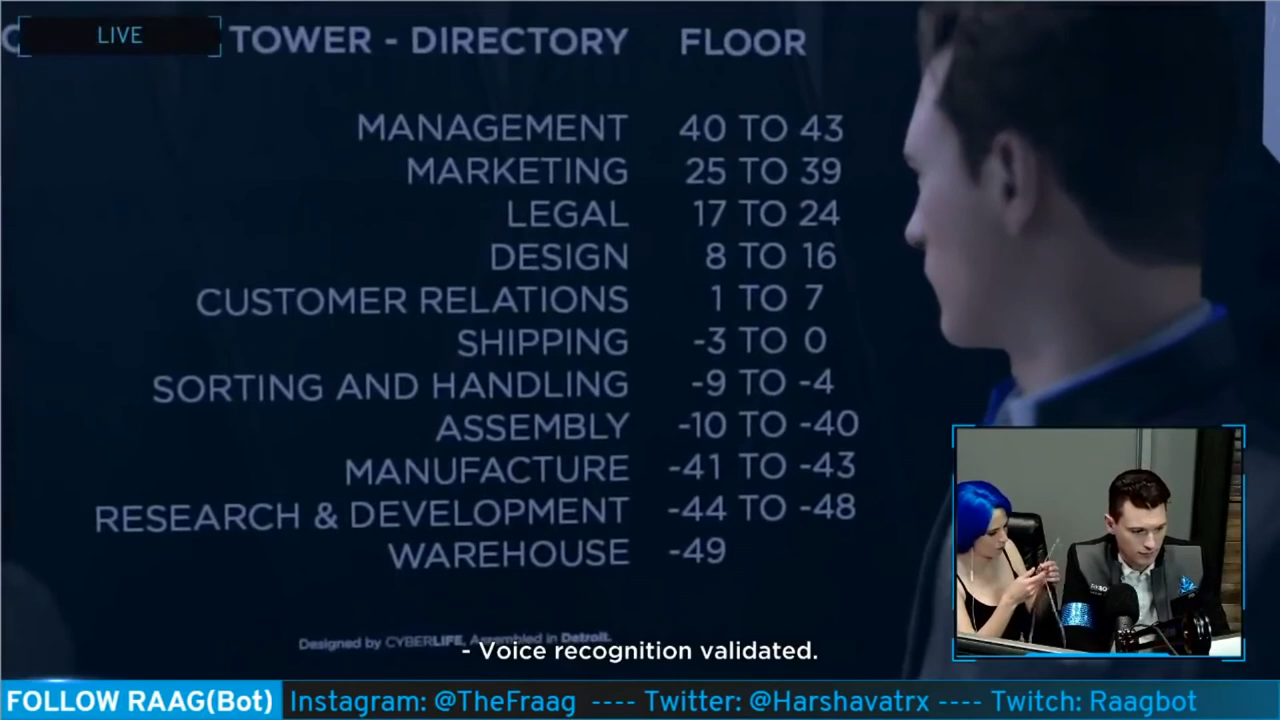 LIVE
TOWER - DIRECTORY FLOOR
MANAGEMENT 40 TO 43
MARKETING 25 TO 39
LEGAL 17 TO 24
DESIGN 8 TO 16
CUSTOMER RELATIONS 1 TO 7
SHIPPING -3 TO 0
SORTING AND HANDLING -9 TO -4
ASSEMBLY -10 TO -40
MANUFACTURE -41 TO -43
RESEARCH & DEVELOPMENT -44 TO -48
WAREHOUSE -49
Designed by CYBERLIFE, Assembled in Detroit.
- Voice recognition validated.
FOLLOW RAAG(Bot) Instagram: @TheFraag ---- Twitter: @Harshavatrx ---- Twitch: Raagbot